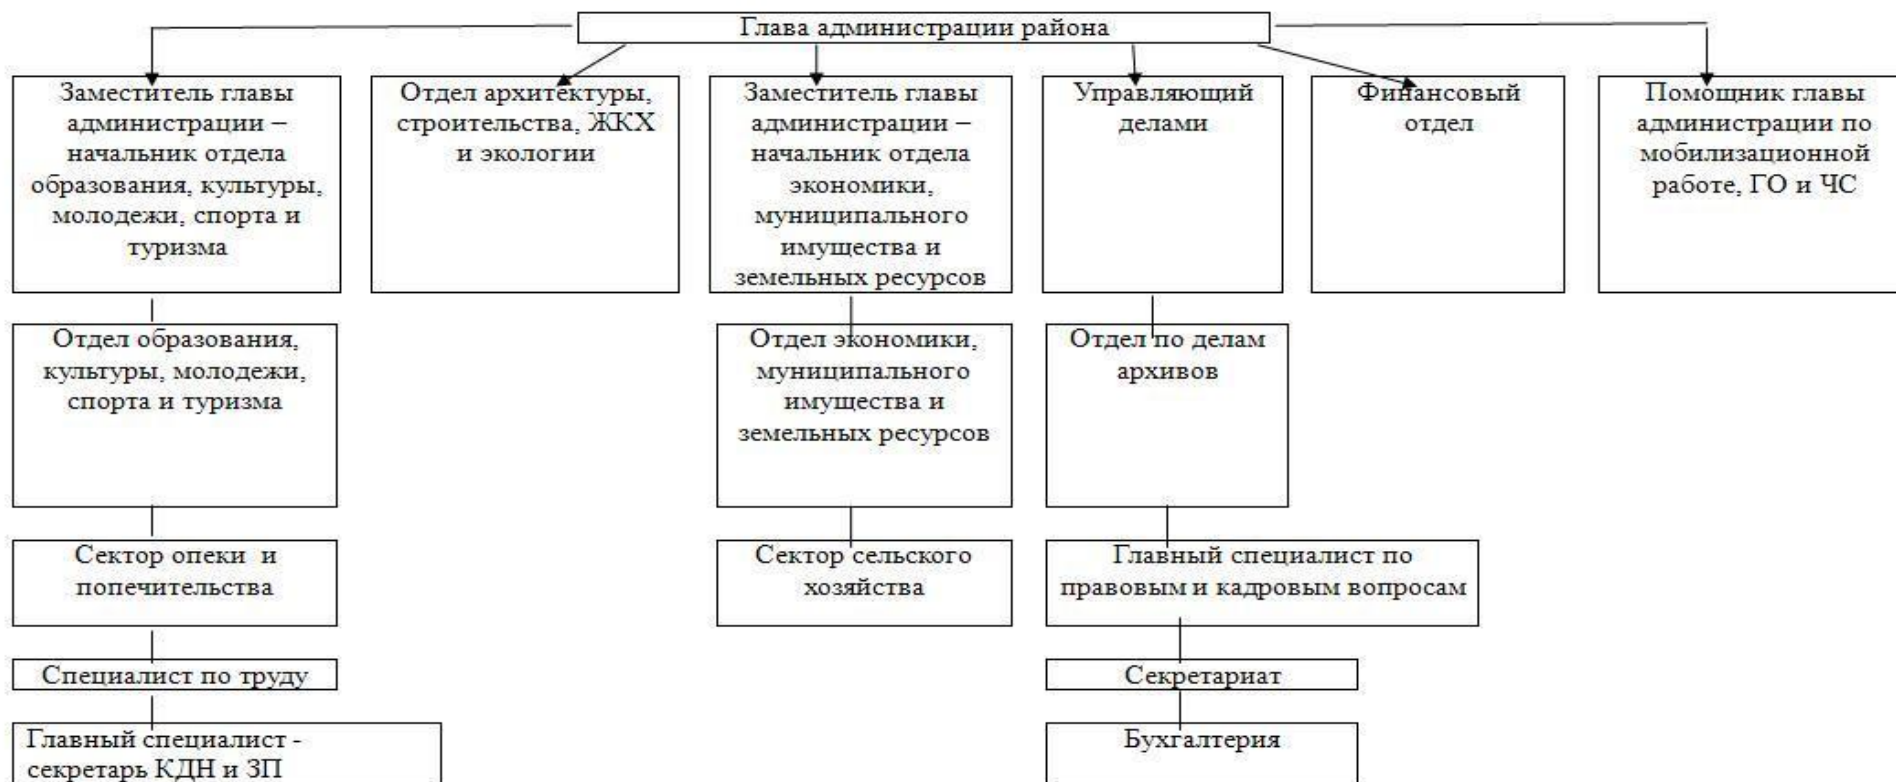 Глава администрации района
Заместитель главы
администрации –
начальник отдела
образования, культуры,
молодежи, спорта и
туризма
Отдел архитектуры,
строительства, ЖКХ
и экологии
Заместитель главы
администрации –
начальник отдела
экономики,
муниципального
имущества и
земельных ресурсов
Управляющий
делами
Финансовый
отдел
Помощник главы
администрации по
мобилизационной
работе, ГО и ЧС
Отдел образования,
культуры, молодежи,
спорта и туризма
Отдел экономики,
муниципального
имущества и
земельных ресурсов
Отдел по делам
архивов
Сектор опеки и
попечительства
Сектор сельского
хозяйства
Главный специалист по
правовым и кадровым вопросам
Специалист по труду
Секретариат
Главный специалист -
секретарь КДН и ЗП
Бухгалтерия